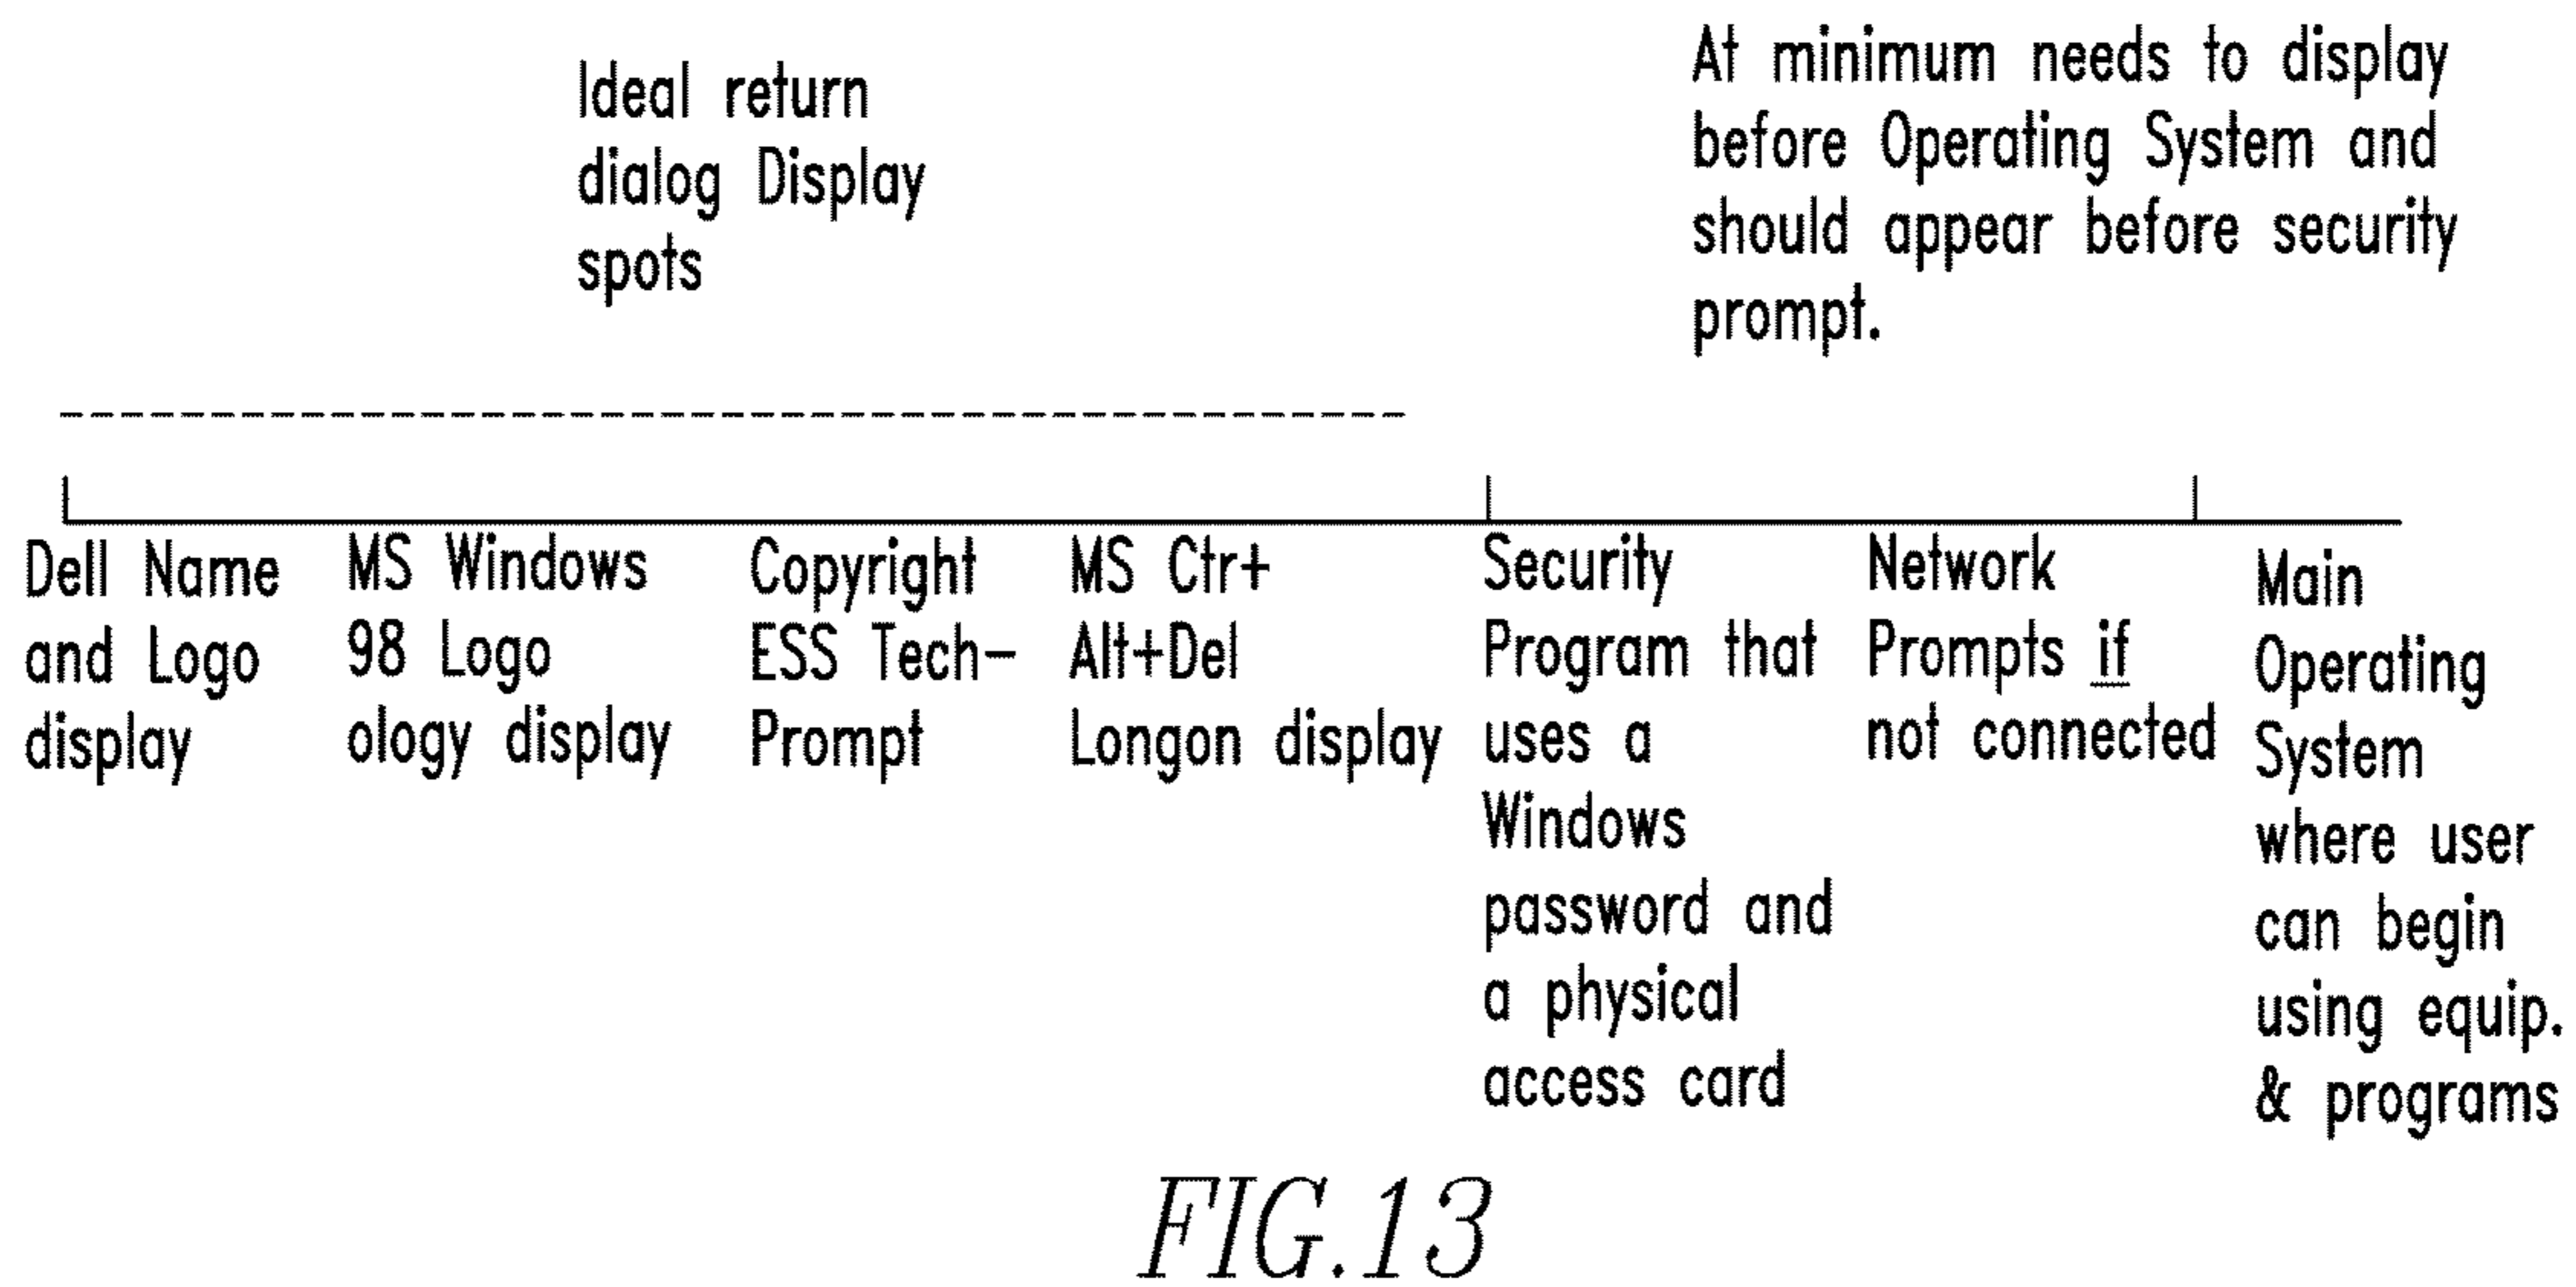 Ideal return
dialog Display
spots
At minimum needs to display
before Operating System and
should appear before security
prompt.
Dell Name
and Logo
display
MS Windows
98 Logo
ology display
Copyright
ESS Tech-
Prompt
MS Ctr+
Alt+Del
Longon display
Security
Program that
uses a
Windows
password and
a physical
access card
Network
Prompts if
not connected
Main
Operating
System
where user
can begin
using equip.
& programs
FIG.13